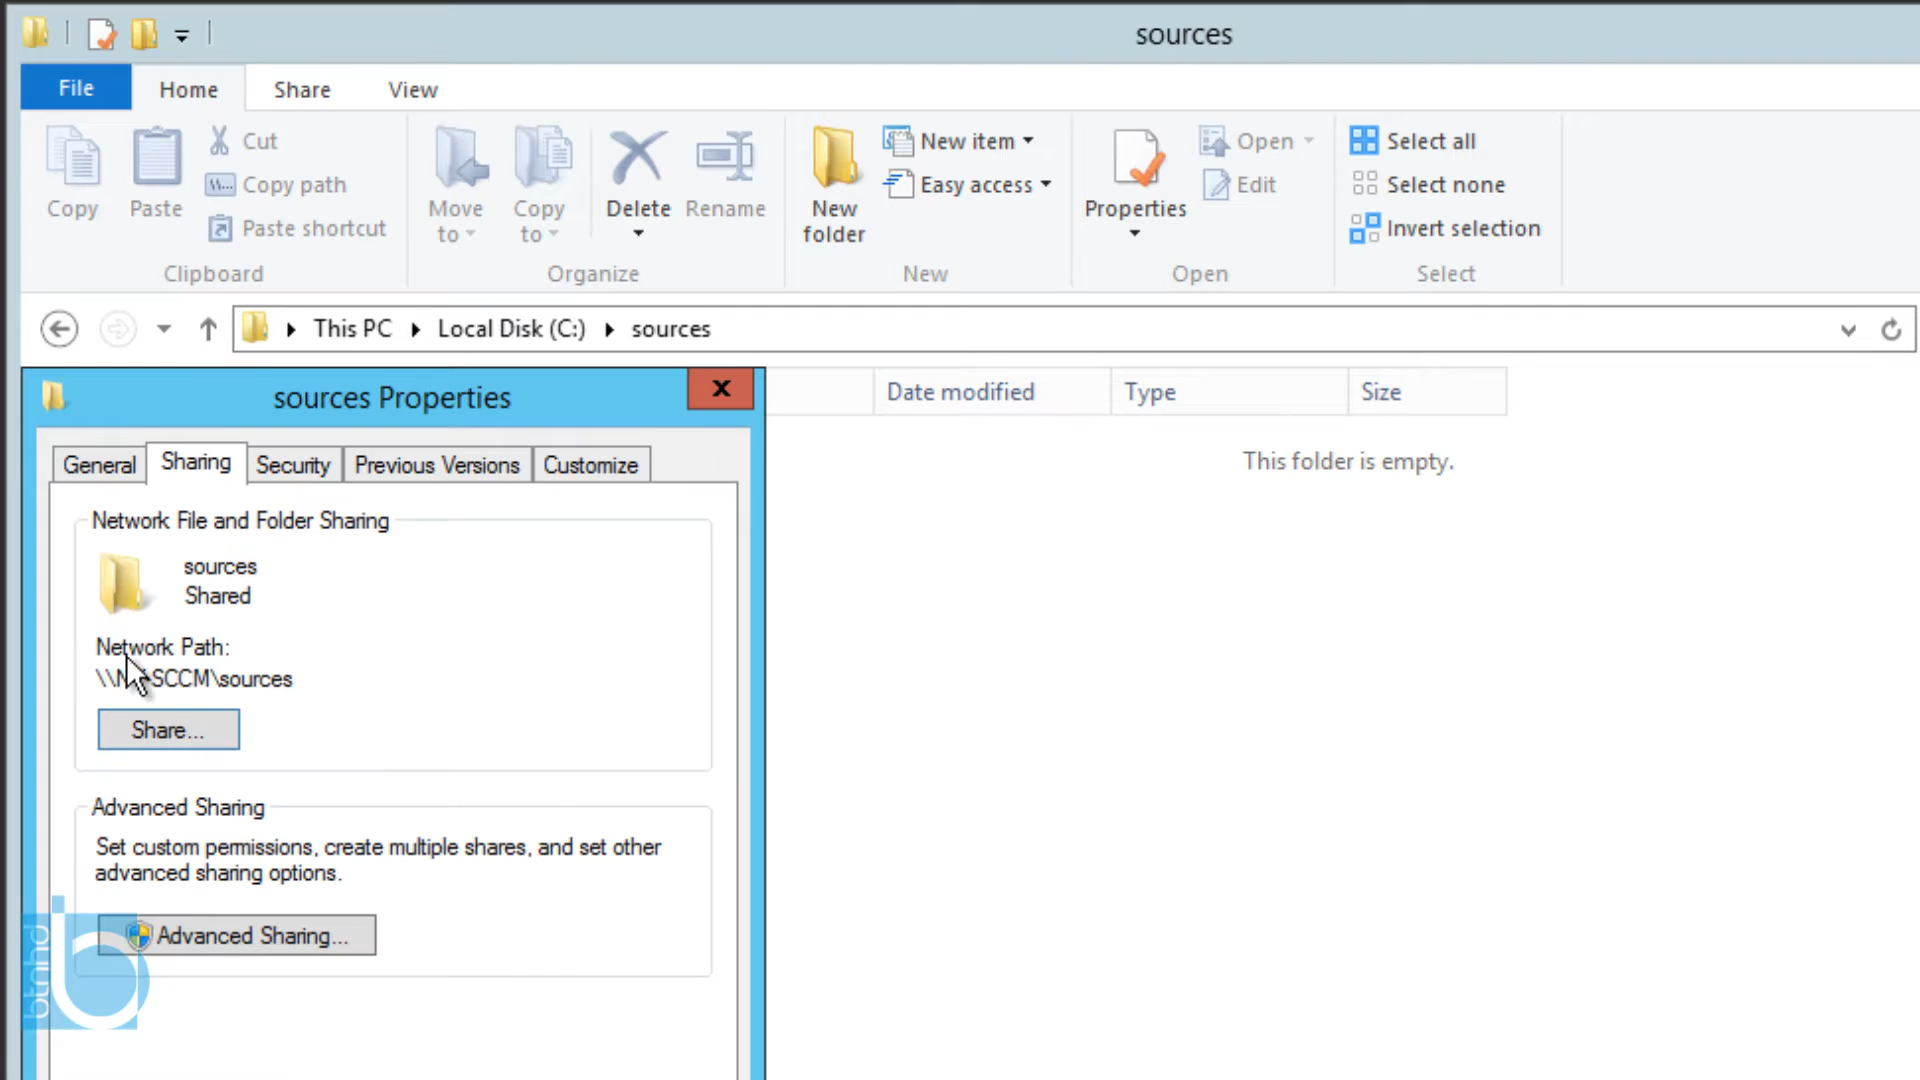 sources
File Home Share View
Copy
Paste
Cut
Copy path
Paste shortcut
Clipboard
Move to
Copy to
Delete
Rename
Organize
New folder
New item
Easy access
New
Properties
Open
Edit
Open
Select all
Select none
Invert selection
Select
This PC Local Disk (C:) sources
Date modified Type Size
This folder is empty.
sources Properties
General Sharing Security Previous Versions Customize
Network File and Folder Sharing
sources
Shared
Network Path:
SCCM\sources
Share...
Advanced Sharing
Set custom permissions, create multiple shares, and set other
advanced sharing options.
Advanced Sharing...
btnhd